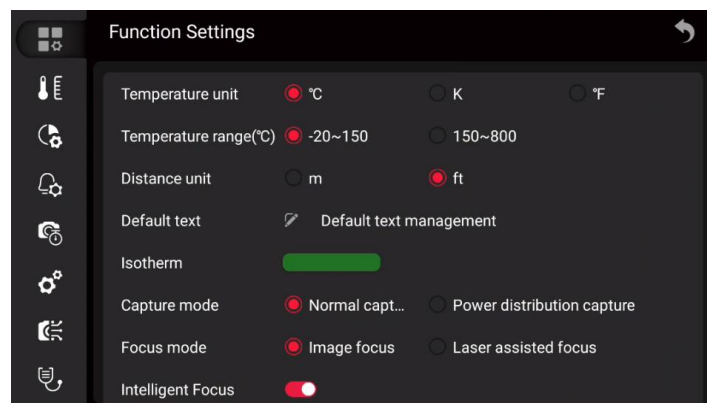 Function Settings
Temperature unit ℃ K ℉
Temperature range(℃) -20~150 150~800
Distance unit m ft
Default text Default text management
Isotherm
Capture mode Normal capt... Power distribution capture
Focus mode Image focus Laser assisted focus
Intelligent Focus